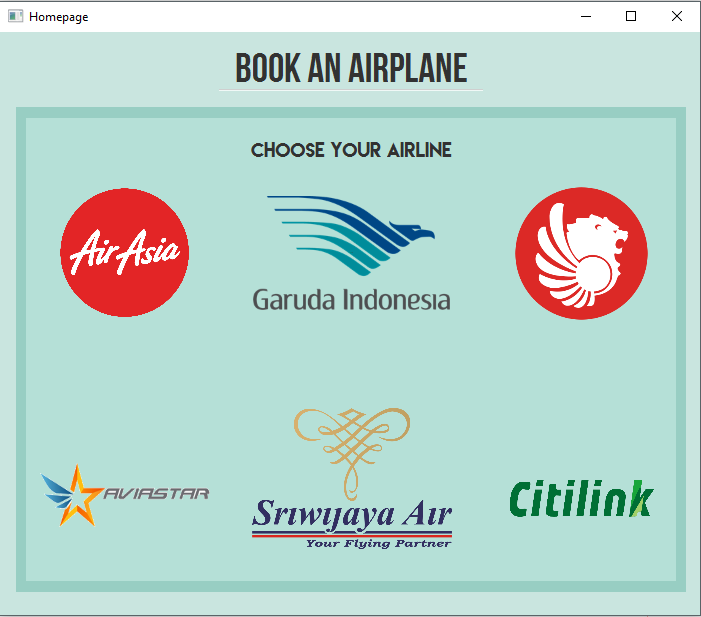 Homepage
BOOK AN AIRPLANE
CHOOSE YOUR AIRLINE
AirAsia
Garuda Indonesia
AVIASTAR
Sriwijaya Air
Your Flying Partner
Citilink